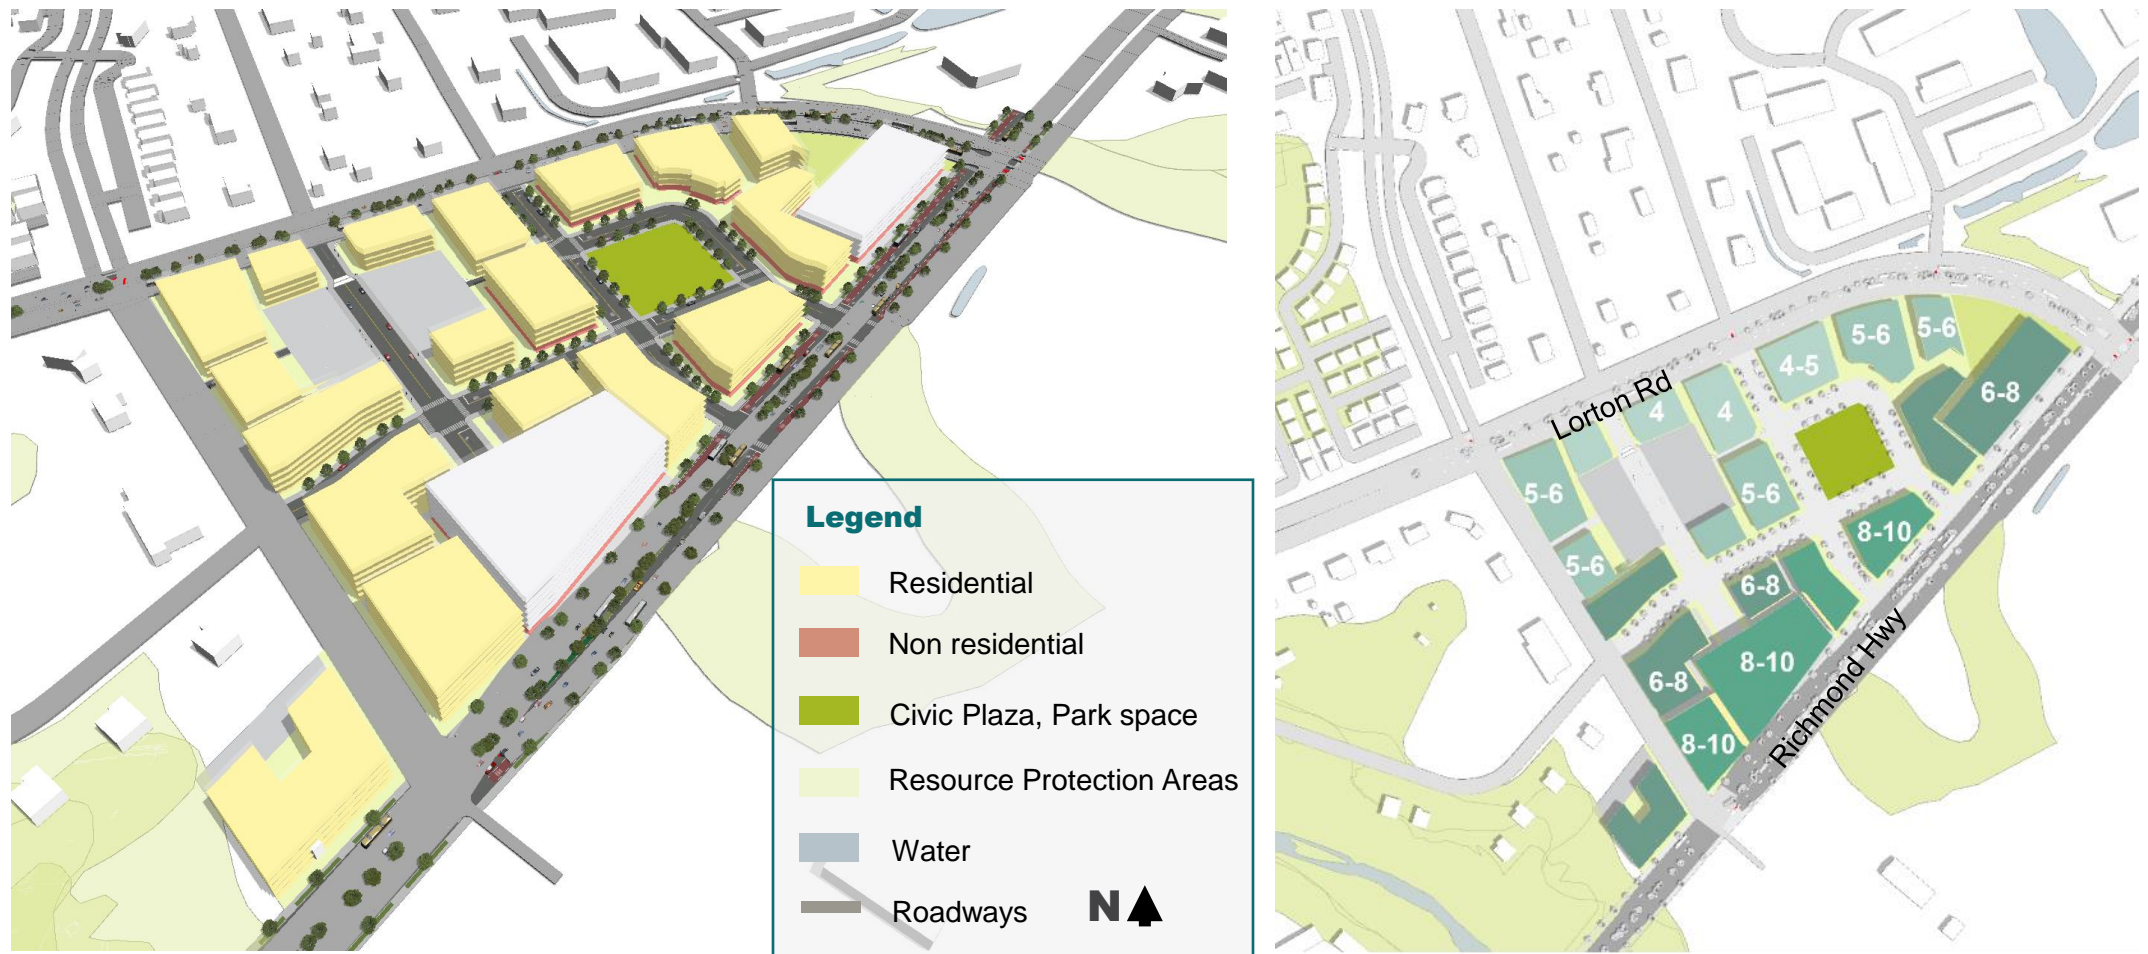 Legend
Residential
Non residential
Civic Plaza, Park space
Resource Protection Areas
Water
Roadways
N
5-6
5-6
4-5
6-8
Lorton Rd
4
4
5-6
5-6
8-10
5-6
6-8
8-10
6-8
8-10
Richmond Hwy